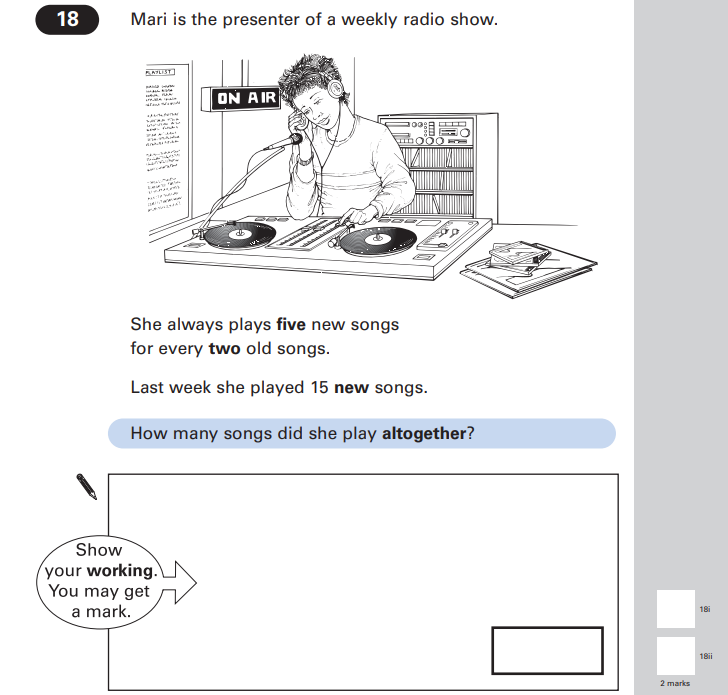 18
Mari is the presenter of a weekly radio show.
PLAYLIST
ON AIR
She always plays five new songs
for every two old songs.
Last week she played 15 new songs.
How many songs did she play altogether?
Show
your working.
You may get
a mark.
18i
18ii
2 marks